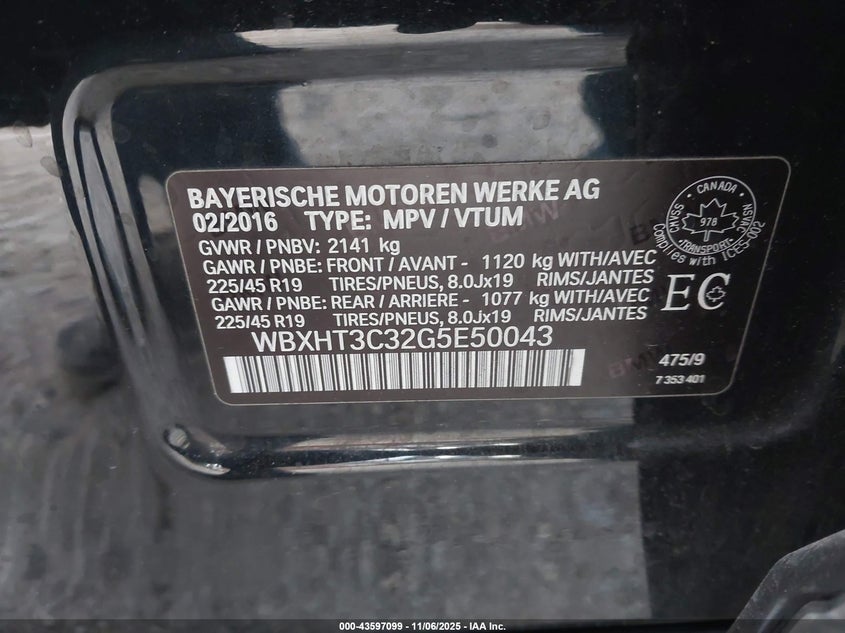 BAYERISCHE MOTOREN WERKE AG
02/2016 TYPE: MPV / VTUM
GVWR / PNBV: 2141 kg
GAWR / PNBE: FRONT / AVANT - 1120 kg WITH/AVEC
225/45 R19 TIRES/PNEUS, 8.0Jx19 RIMS/JANTES
GAWR / PNBE: REAR / ARRIERE - 1077 kg WITH/AVEC
225/45 R19 TIRES/PNEUS, 8.0Jx19 RIMS/JANTES
WBXHT3C32G5E50043
475/9
7 353 401
CANADA
CMVSS
978
NSVAC
TRANSPORT
Complies with ICES-002
EC
000-43597099 - 11/06/2025 - IAA Inc.